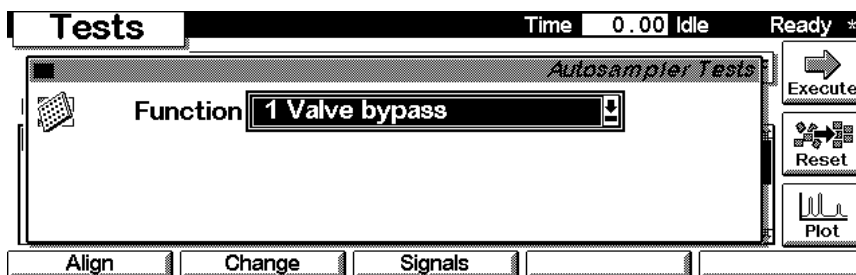 Tests
Time 0.00 Idle Ready *
Autosampler Tests
Execute
Function 1 Valve bypass
Reset
Plot
Align Change Signals